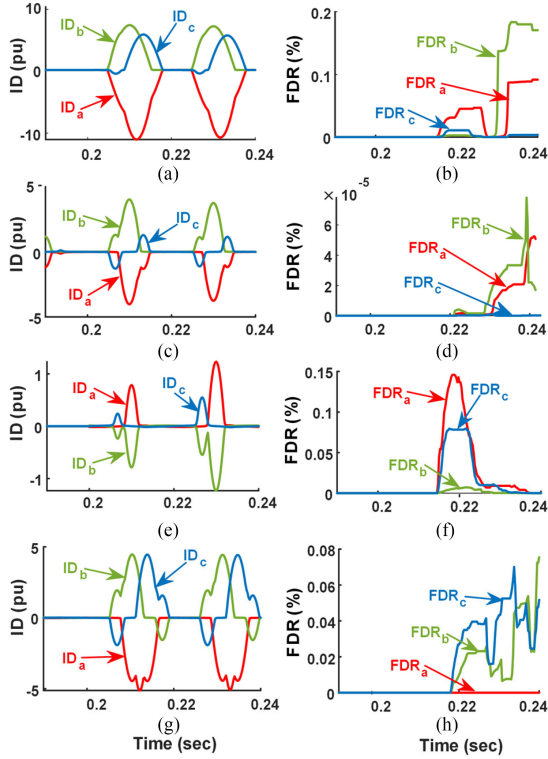 ID (pu)
10
0
-10
ID_b
ID_c
ID_a
0.2
0.22
0.24
(a)
FDR (%)
0.2
0.1
0
FDR_b
FDR_a
FDR_c
0.2
0.22
0.24
(b)
ID (pu)
5
0
-5
ID_b
ID_c
ID_a
0.2
0.22
0.24
(c)
FDR (%)
× 10^-5
8
6
4
2
0
FDR_b
FDR_a
FDR_c
0.2
0.22
0.24
(d)
ID (pu)
1
0
-1
ID_a
ID_c
ID_b
0.2
0.22
0.24
(e)
FDR (%)
0.15
0.10
0.05
0
FDR_a
FDR_c
FDR_b
0.2
0.22
0.24
(f)
ID (pu)
5
0
-5
ID_b
ID_c
ID_a
0.2
0.22
0.24
(g)
Time (sec)
FDR (%)
0.08
0.06
0.04
0.02
0
FDR_c
FDR_b
FDR_a
0.2
0.22
0.24
(h)
Time (sec)